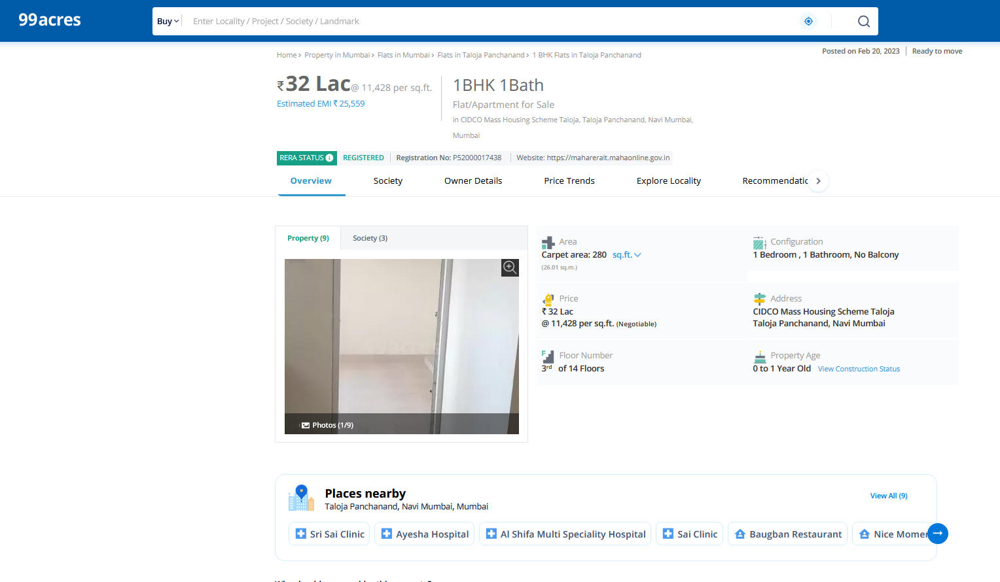 99acres
Buy
Enter Locality / Project / Society / Landmark
Home › Property in Mumbai › Flats in Mumbai › Flats in Taloja Panchanand › 1 BHK Flats in Taloja Panchanand
Posted on Feb 20, 2023 | Ready to move
₹ 32 Lac @ 11,428 per sq.ft.
Estimated EMI ₹ 25,559
1BHK 1Bath
Flat/Apartment for Sale
in CIDCO Mass Housing Scheme Taloja, Taloja Panchanand, Navi Mumbai,
Mumbai
RERA STATUS i REGISTERED | Registration No: P52000017438 | Website: https://maharerait.mahaonline.gov.in
Overview Society Owner Details Price Trends Explore Locality Recommendatic
Property (9) Society (3)
Photos (1/9)
Area
Carpet area: 280 sq.ft.
(26.01 sq.m.)
Configuration
1 Bedroom , 1 Bathroom, No Balcony
Price
₹ 32 Lac
@ 11,428 per sq.ft. (Negotiable)
Address
CIDCO Mass Housing Scheme Taloja
Taloja Panchanand, Navi Mumbai
Floor Number
3rd of 14 Floors
Property Age
0 to 1 Year Old View Construction Status
Places nearby
Taloja Panchanand, Navi Mumbai, Mumbai
View All (9)
Sri Sai Clinic Ayesha Hospital Al Shifa Multi Speciality Hospital Sai Clinic Baugban Restaurant Nice Momer